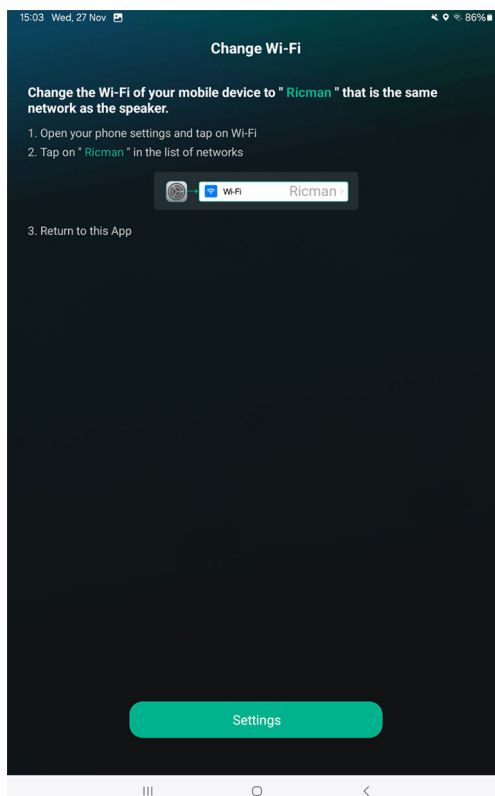 15:03 Wed, 27 Nov 86%
Change Wi-Fi
Change the Wi-Fi of your mobile device to " Ricman " that is the same
network as the speaker.
1. Open your phone settings and tap on Wi-Fi
2. Tap on " Ricman " in the list of networks
Wi-Fi Ricman
3. Return to this App
Settings